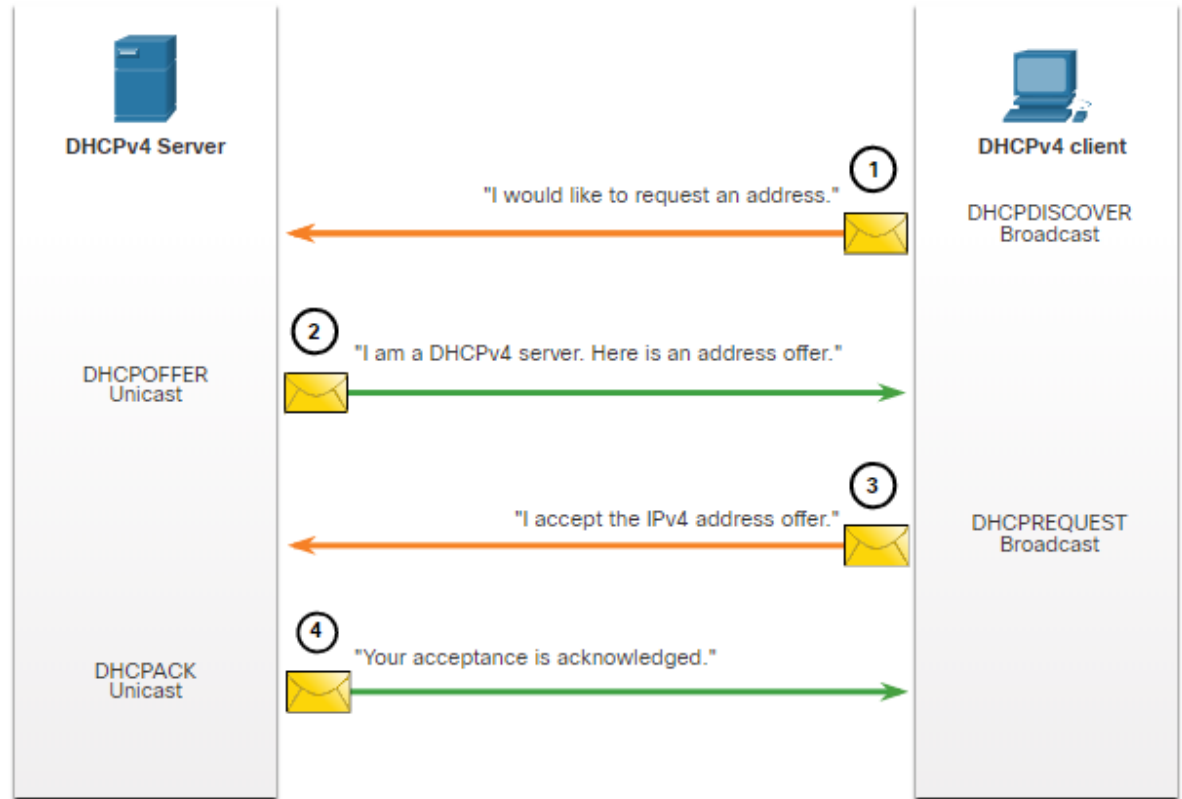 DHCPv4 Server
DHCPv4 client
1
"I would like to request an address."
DHCPDISCOVER
Broadcast
2
"I am a DHCPv4 server. Here is an address offer."
DHCPOFFER
Unicast
3
"I accept the IPv4 address offer."
DHCPREQUEST
Broadcast
4
"Your acceptance is acknowledged."
DHCPACK
Unicast